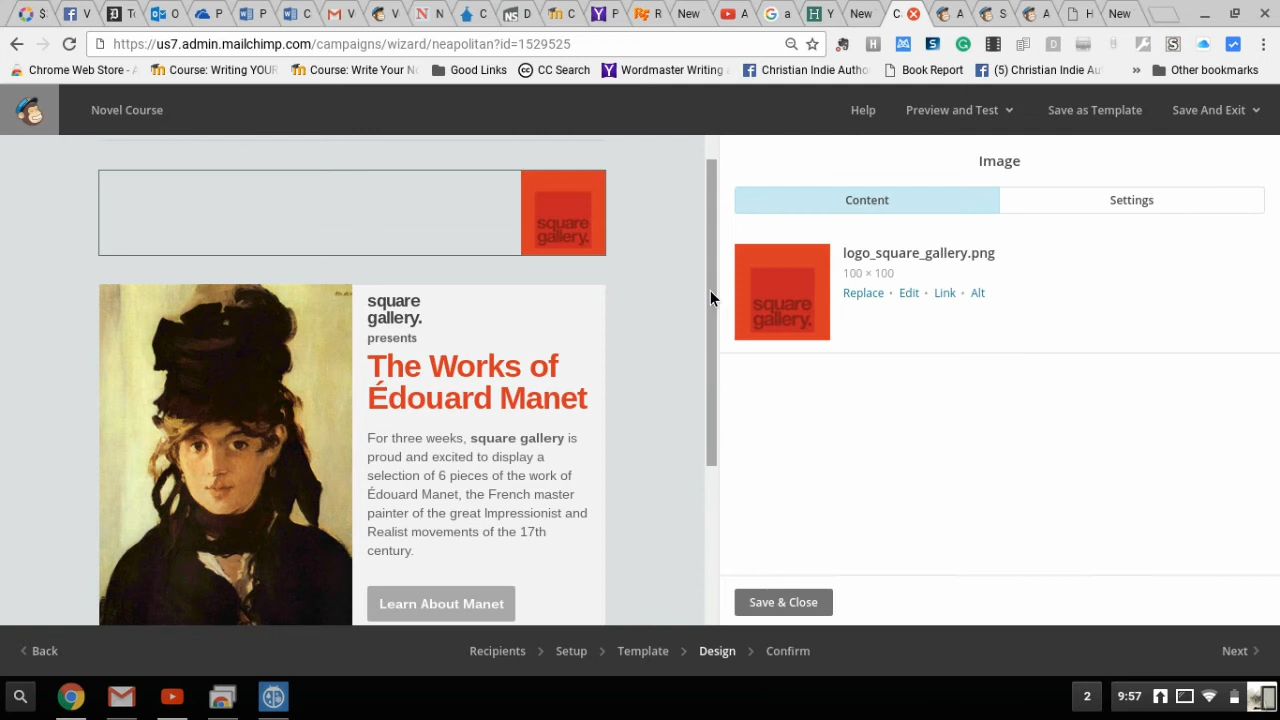 $
V
D
T
O
P
P
C
V
V
N
N
C
D
C
P
R
New
A
a
Y
New
C
A
S
A
H
New
https://us7.admin.mailchimp.com/campaigns/wizard/neapolitan?id=1529525
Chrome Web Store - 
Course: Writing YOUR
Course: Write Your N
Good Links
CC Search
Wordmaster Writing
Christian Indie Autho
Book Report
(5) Christian Indie Au
»
Other bookmarks
Novel Course
Help
Preview and Test
Save as Template
Save And Exit
square
gallery.
square
gallery.
presents
The Works of
Édouard Manet
For three weeks, square gallery is
proud and excited to display a
selection of 6 pieces of the work of
Édouard Manet, the French master
painter of the great Impressionist and
Realist movements of the 17th
century.
Learn About Manet
Image
Content
Settings
square
gallery.
logo_square_gallery.png
100 × 100
Replace • Edit • Link • Alt
Save & Close
Back
Recipients
Setup
Template
Design
Confirm
Next
2
9:57